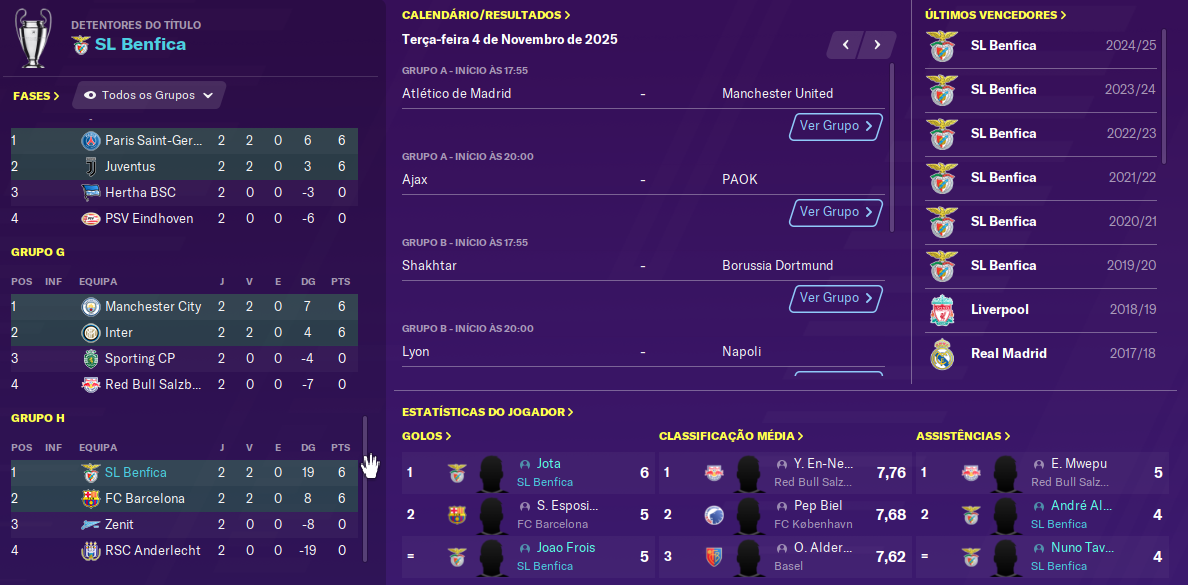 DETENTORES DO TÍTULO
SL Benfica
FASES >
Todos os Grupos
-
1 Paris Saint-Ger... 2 2 0 6 6
2 Juventus 2 2 0 3 6
3 Hertha BSC 2 0 0 -3 0
4 PSV Eindhoven 2 0 0 -6 0
GRUPO G
POS INF EQUIPA J V E DG PTS
1 Manchester City 2 2 0 7 6
2 Inter 2 2 0 4 6
3 Sporting CP 2 0 0 -4 0
4 Red Bull Salzb... 2 0 0 -7 0
GRUPO H
POS INF EQUIPA J V E DG PTS
1 SL Benfica 2 2 0 19 6
2 FC Barcelona 2 2 0 8 6
3 Zenit 2 0 0 -8 0
4 RSC Anderlecht 2 0 0 -19 0
CALENDÁRIO/RESULTADOS >
Terça-feira 4 de Novembro de 2025
GRUPO A - INÍCIO ÀS 17:55
Atlético de Madrid - Manchester United
Ver Grupo >
GRUPO A - INÍCIO ÀS 20:00
Ajax - PAOK
Ver Grupo >
GRUPO B - INÍCIO ÀS 17:55
Shakhtar - Borussia Dortmund
Ver Grupo >
GRUPO B - INÍCIO ÀS 20:00
Lyon - Napoli
ÚLTIMOS VENCEDORES >
SL Benfica 2024/25
SL Benfica 2023/24
SL Benfica 2022/23
SL Benfica 2021/22
SL Benfica 2020/21
SL Benfica 2019/20
Liverpool 2018/19
Real Madrid 2017/18
ESTATÍSTICAS DO JOGADOR >
GOLOS >
1 Jota 6
SL Benfica
2 S. Esposi... 5
FC Barcelona
= Joao Frois 5
SL Benfica
CLASSIFICAÇÃO MÉDIA >
1 Y. En-Ne... 7,76
Red Bull Salz...
2 Pep Biel 7,68
FC København
3 O. Alder... 7,62
Basel
ASSISTÊNCIAS >
1 E. Mwepu 5
Red Bull Salz...
2 André Al... 4
SL Benfica
= Nuno Tav... 4
SL Benfica